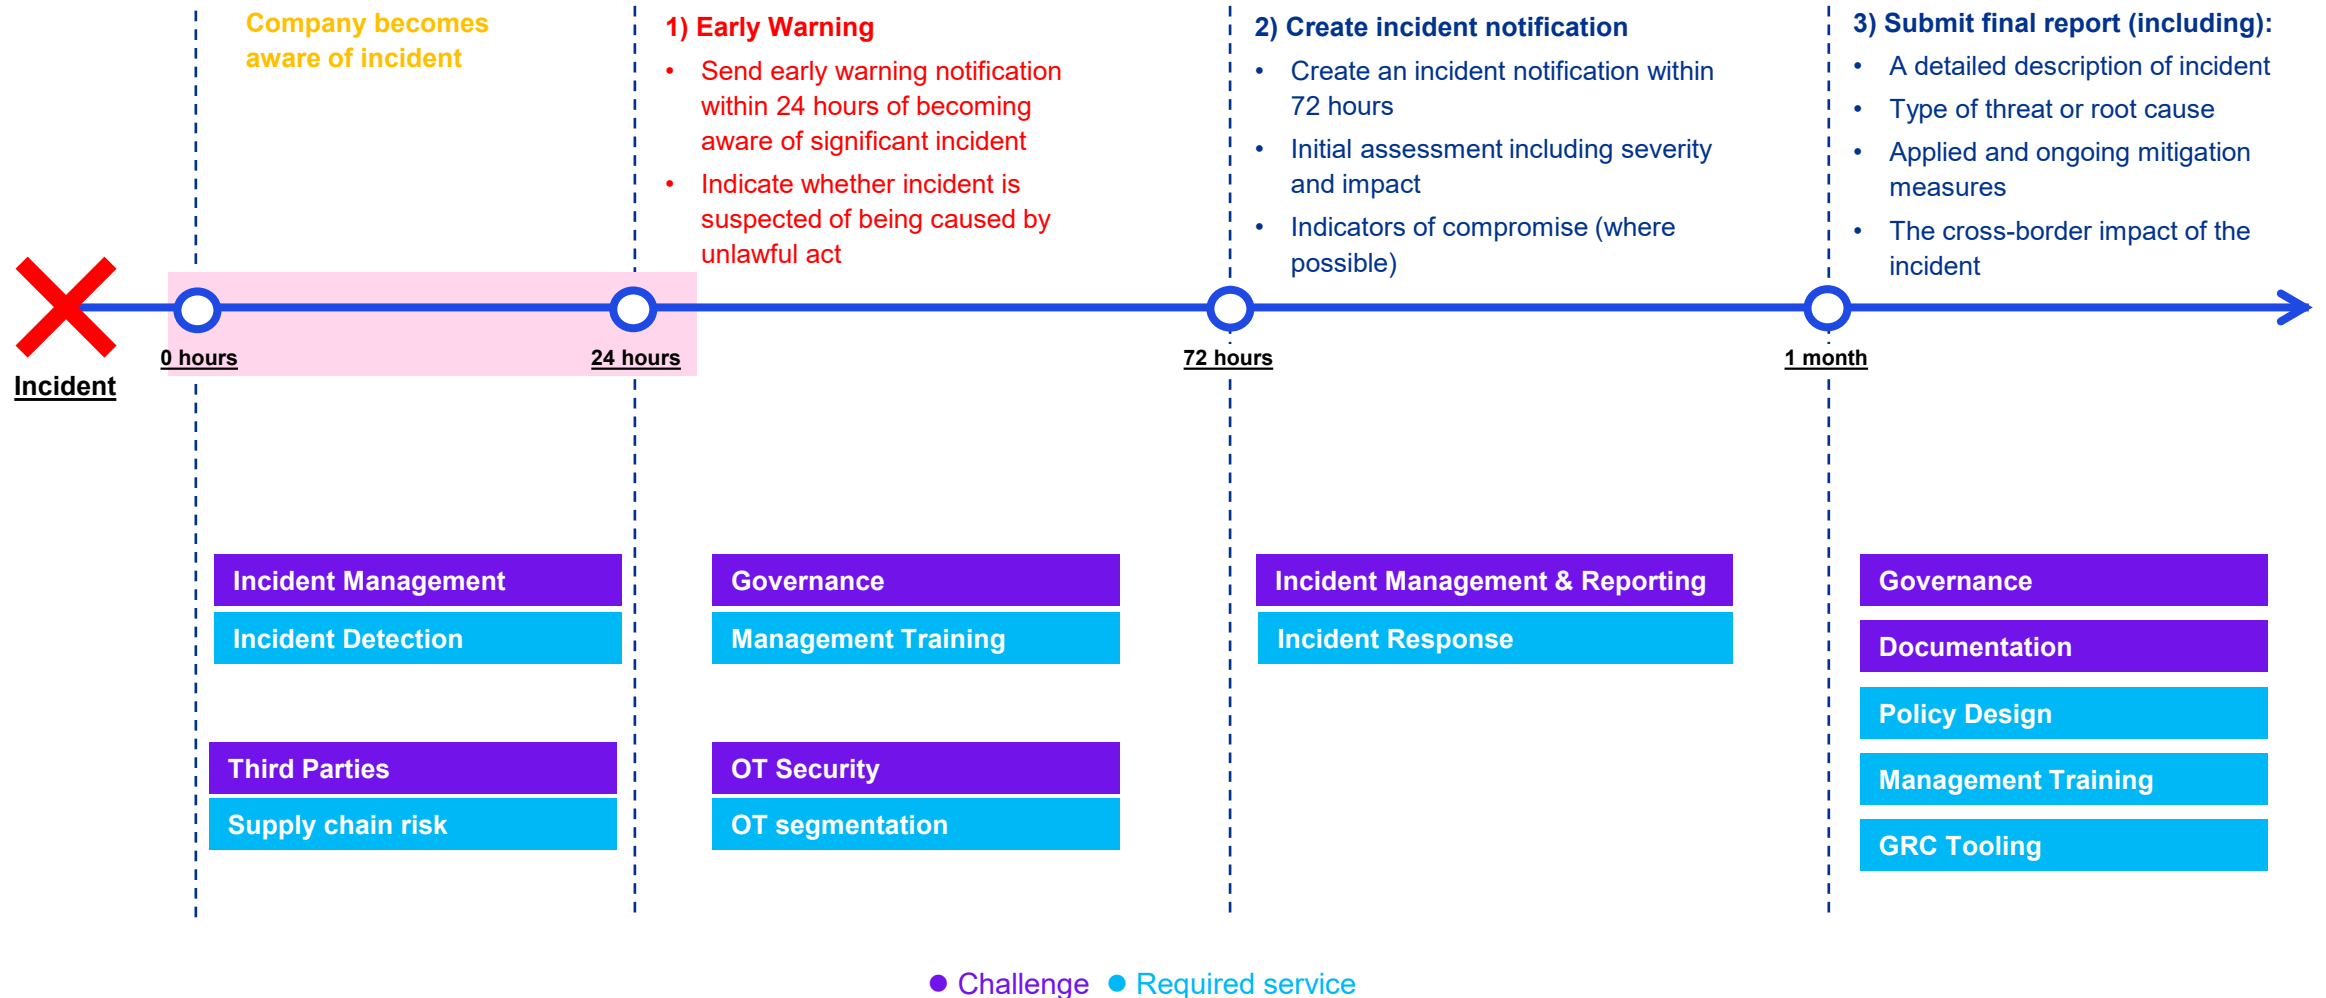 Company becomes
aware of incident
1) Early Warning
• Send early warning notification
within 24 hours of becoming
aware of significant incident
• Indicate whether incident is
suspected of being caused by
unlawful act
2) Create incident notification
• Create an incident notification within
72 hours
• Initial assessment including severity
and impact
• Indicators of compromise (where
possible)
3) Submit final report (including):
• A detailed description of incident
• Type of threat or root cause
• Applied and ongoing mitigation
measures
• The cross-border impact of the
incident
Incident
0 hours
24 hours
72 hours
1 month
Incident Management
Incident Detection
Third Parties
Supply chain risk
Governance
Management Training
OT Security
OT segmentation
Incident Management & Reporting
Incident Response
Governance
Documentation
Policy Design
Management Training
GRC Tooling
Challenge
Required service